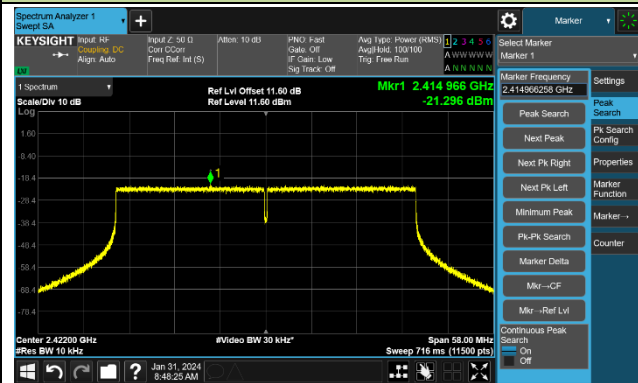 Spectrum Analyzer 1
Swept SA
+
Marker
KEYSIGHT
Input: RF
Coupling: DC
Align: Auto
Input Z: 50 Ω
Corr CCorr
Freq Ref: Int (S)
Atten: 10 dB
PNO: Fast
Gate: Off
IF Gain: Low
Sig Track: Off
Avg Type: Power (RMS)
Avg|Hold: 100/100
Trig: Free Run
1 2 3 4 5 6
A W W W W W
A N N N N N
Select Marker
Marker 1
1 Spectrum
Scale/Div 10 dB
Log
Ref Lvl Offset 11.60 dB
Ref Level 11.60 dBm
Mkr1 2.414 966 GHz
-21.296 dBm
1.60
-8.40
-18.4
-28.4
-38.4
-48.4
-58.4
-68.4
-78.4
1
Center 2.42200 GHz
#Res BW 10 kHz
#Video BW 30 kHz*
Span 58.00 MHz
Sweep 716 ms (11500 pts)
Marker Frequency
2.414966258 GHz
Peak Search
Next Peak
Next Pk Right
Next Pk Left
Minimum Peak
Pk-Pk Search
Marker Delta
Mkr→CF
Mkr→Ref Lvl
Continuous Peak
Search
On
Off
Settings
Peak
Search
Pk Search
Config
Properties
Marker
Function
Marker→
Counter
?
Jan 31, 2024
8:48:25 AM